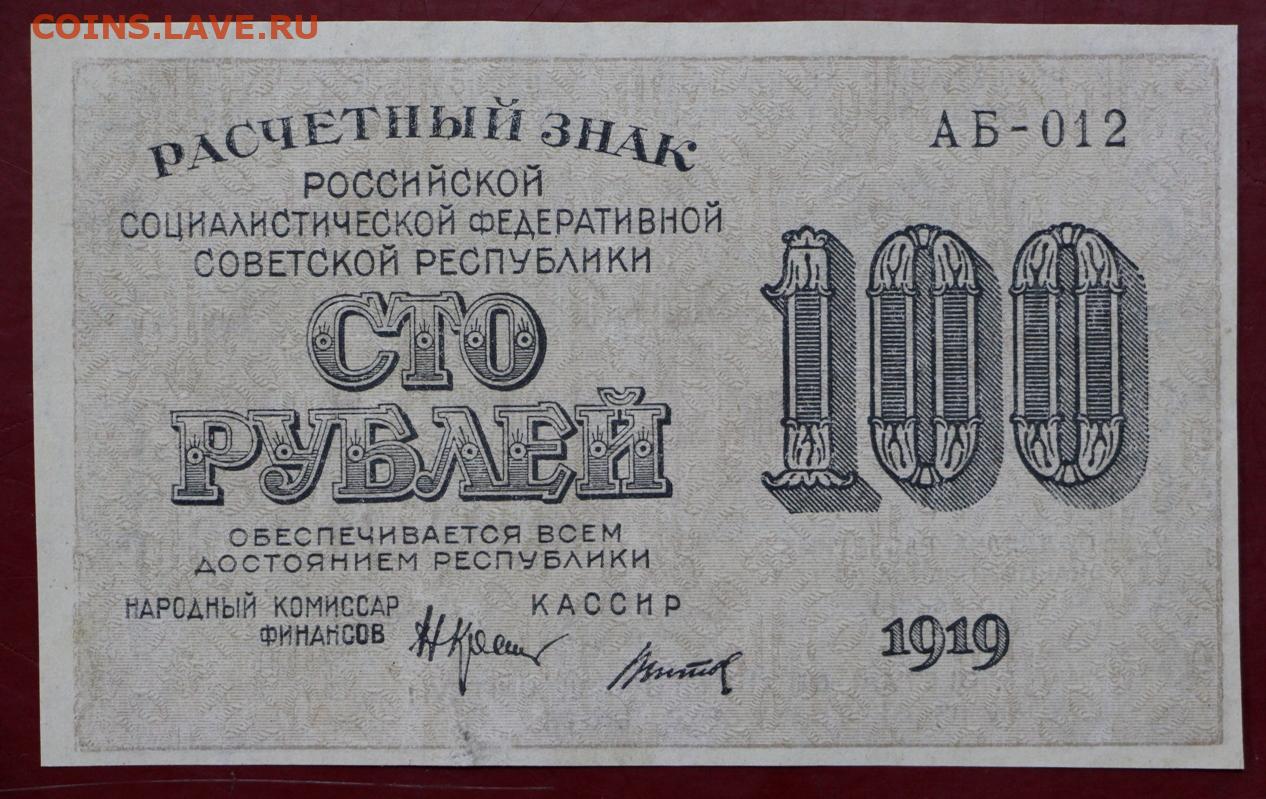 COINS.LAVE.RU
РАСЧЕТНЫЙ ЗНАК
АБ-012
РОССИЙСКОЙ
СОЦИАЛИСТИЧЕСКОЙ ФЕДЕРАТИВНОЙ
СОВЕТСКОЙ РЕСПУБЛИКИ
СТО
РУБЛЕЙ
100
ОБЕСПЕЧИВАЕТСЯ ВСЕМ
ДОСТОЯНИЕМ РЕСПУБЛИКИ
НАРОДНЫЙ КОМИССАР
ФИНАНСОВ
КАССИР
1919